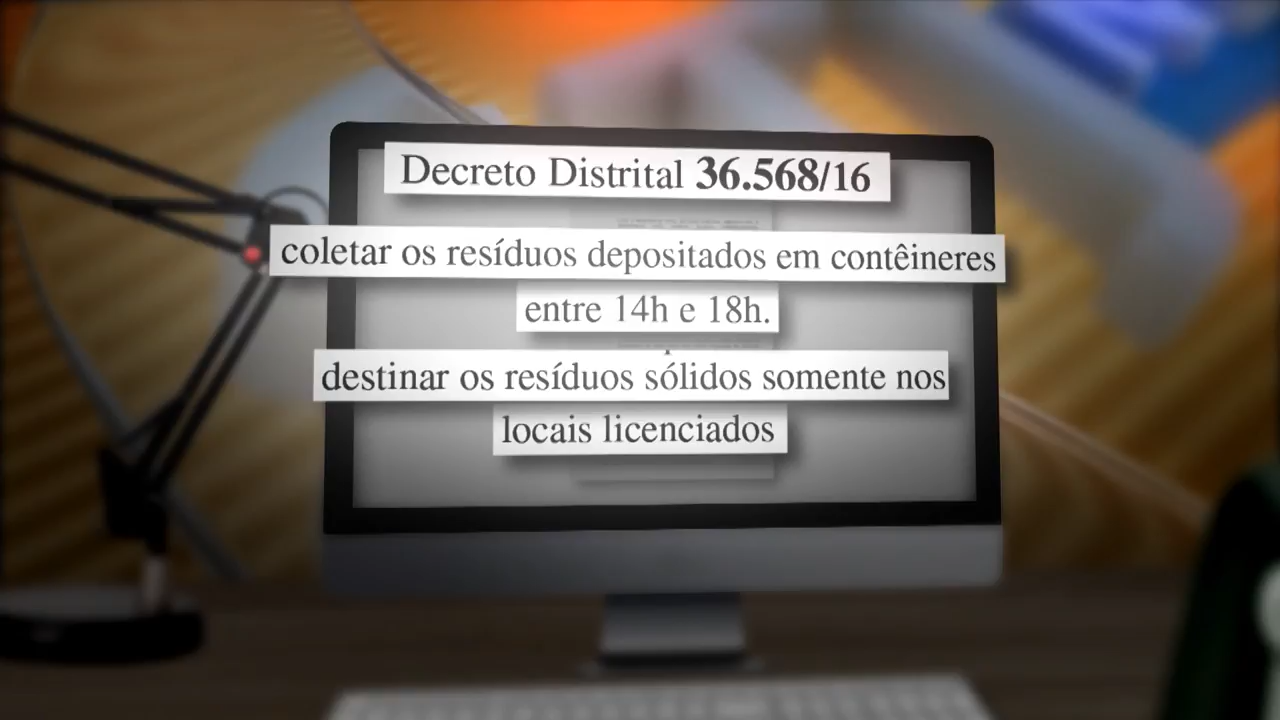 Decreto Distrital 36.568/16
coletar os resíduos depositados em contêineres
entre 14h e 18h.
destinar os resíduos sólidos somente nos
locais licenciados